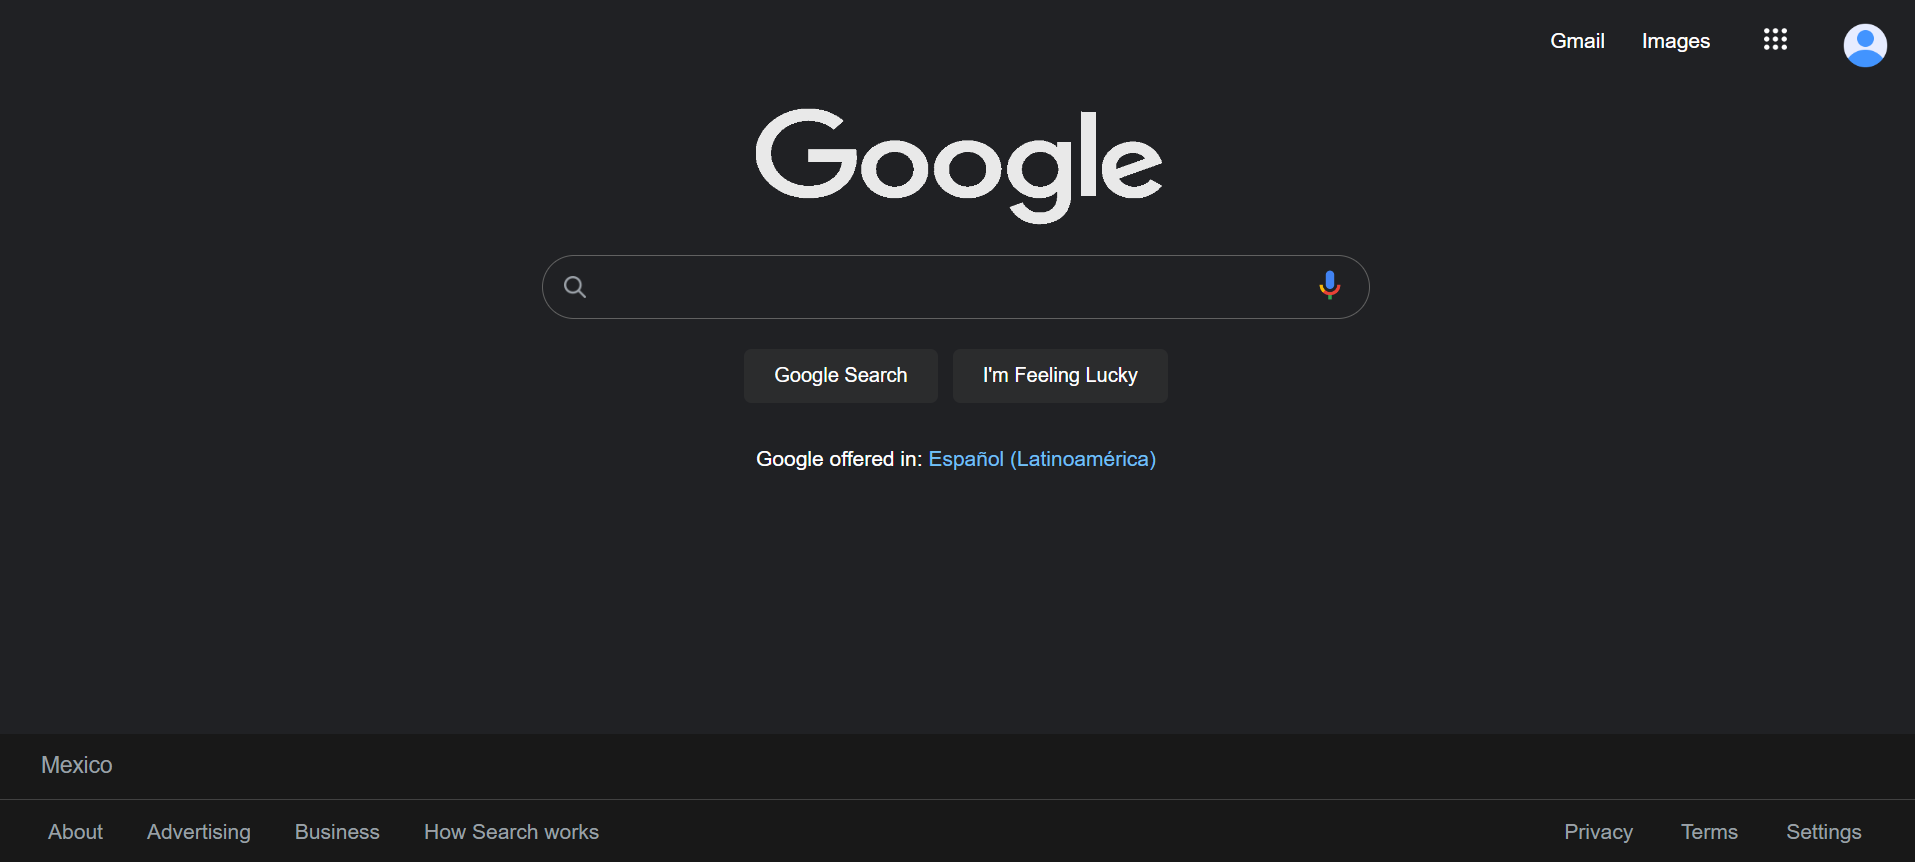 Gmail Images
Google
Google Search I'm Feeling Lucky
Google offered in: Español (Latinoamérica)
Mexico
About Advertising Business How Search works Privacy Terms Settings